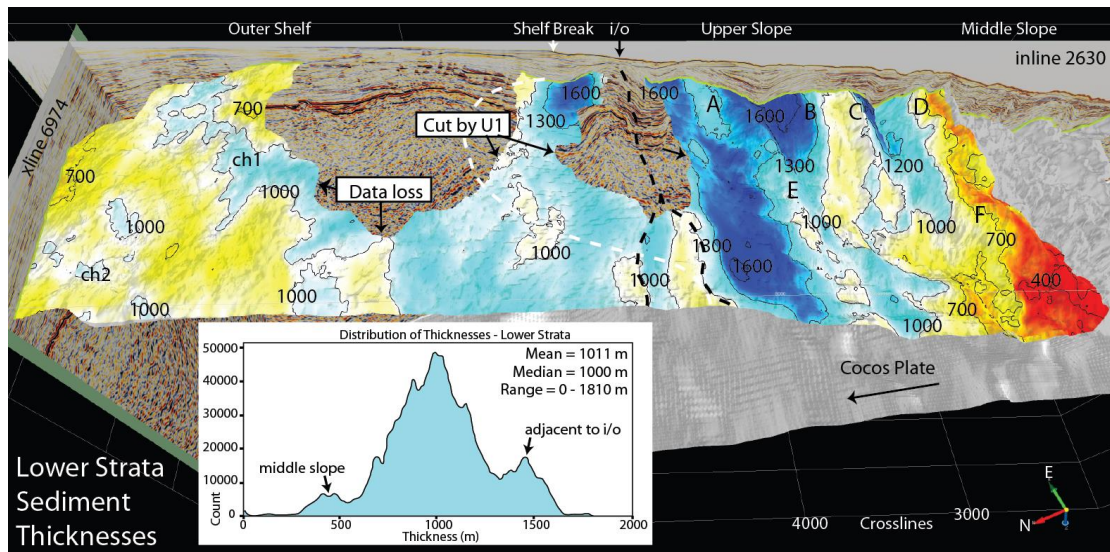 Outer Shelf
Shelf Break
i/o
Upper Slope
Middle Slope
inline 2630
xline 6974
700
700
ch1
1000
1000
ch2
1000
1000
Data loss
Cut by U1
1600
1300
1600
A
1600
B
C
D
1300
1200
E
1000
1000
F
700
400
1000
1300
1000
1600
700
1000
Cocos Plate
Distribution of Thicknesses - Lower Strata
Mean = 1011 m
Median = 1000 m
Range = 0 - 1810 m
50000
40000
30000
20000
10000
0
Count
middle slope
adjacent to i/o
0
500
1000
1500
2000
Thickness (m)
Lower Strata
Sediment
Thicknesses
4000
Crosslines
3000
E
N